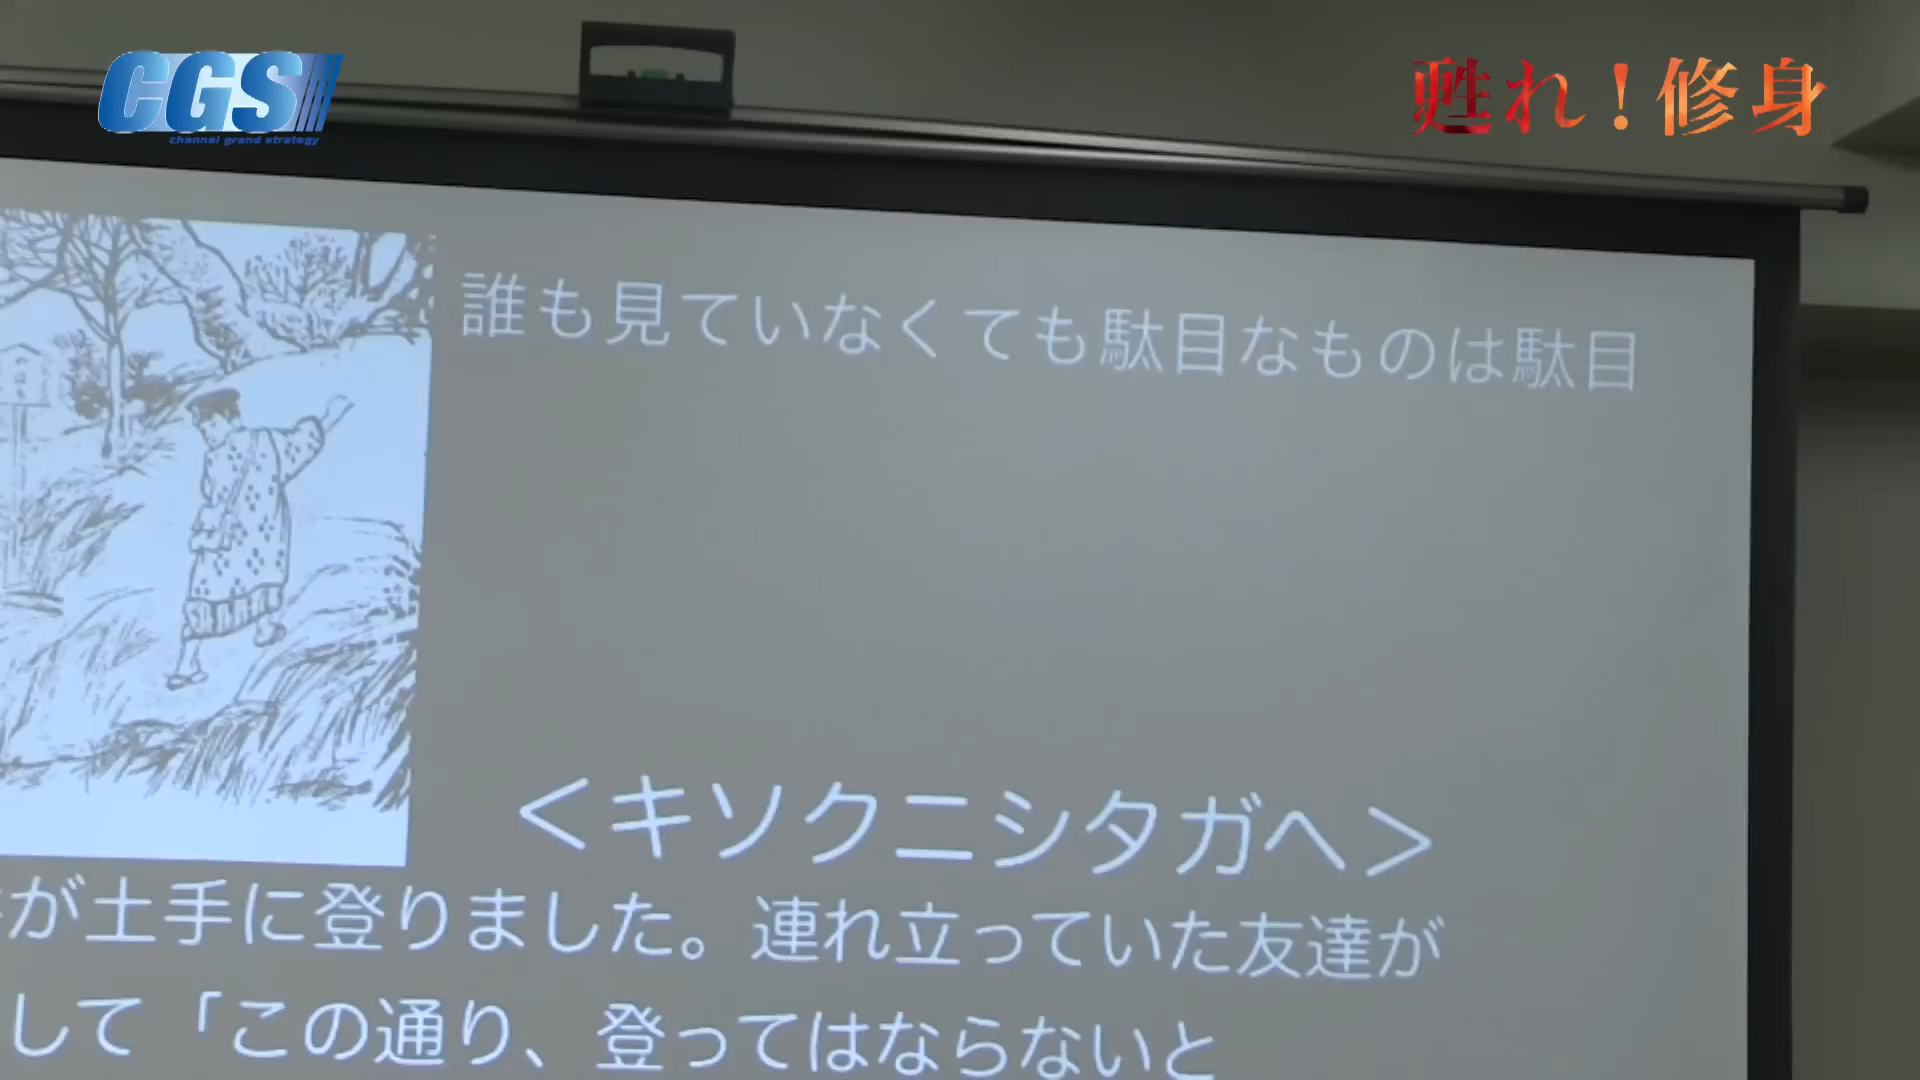 CGS
channel grand strategy
甦れ！修身
誰も見ていなくても駄目なものは駄目
＜キソクニシタガヘ＞
が土手に登りました。連れ立っていた友達が
して「この通り、登ってはならないと